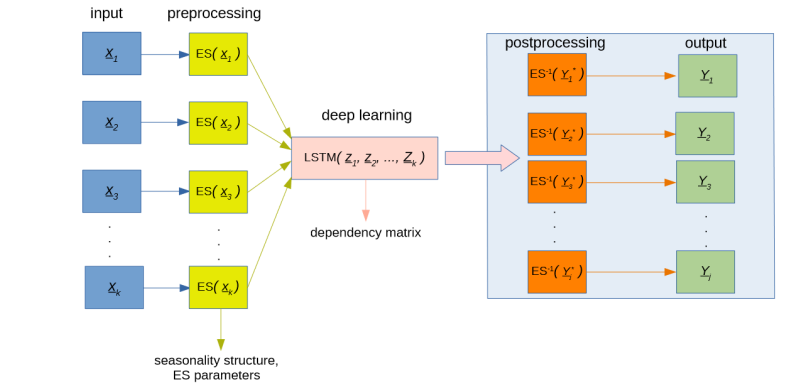 input
preprocessing
X1
ES( x1 )
X2
ES( x2 )
X3
ES( x3 )
. . .
. . .
Xk
ES( xk )
seasonality structure,
ES parameters
deep learning
LSTM( z1, z2, ..., Zk )
dependency matrix
postprocessing
output
ES-1( Y1* )
Y1
ES-1( Y2* )
Y2
ES-1( Y3* )
Y3
. . .
. . .
ES-1( Yl* )
Yl